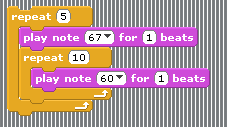 repeat 5
play note 67 for 1 beats
repeat 10
play note 60 for 1 beats